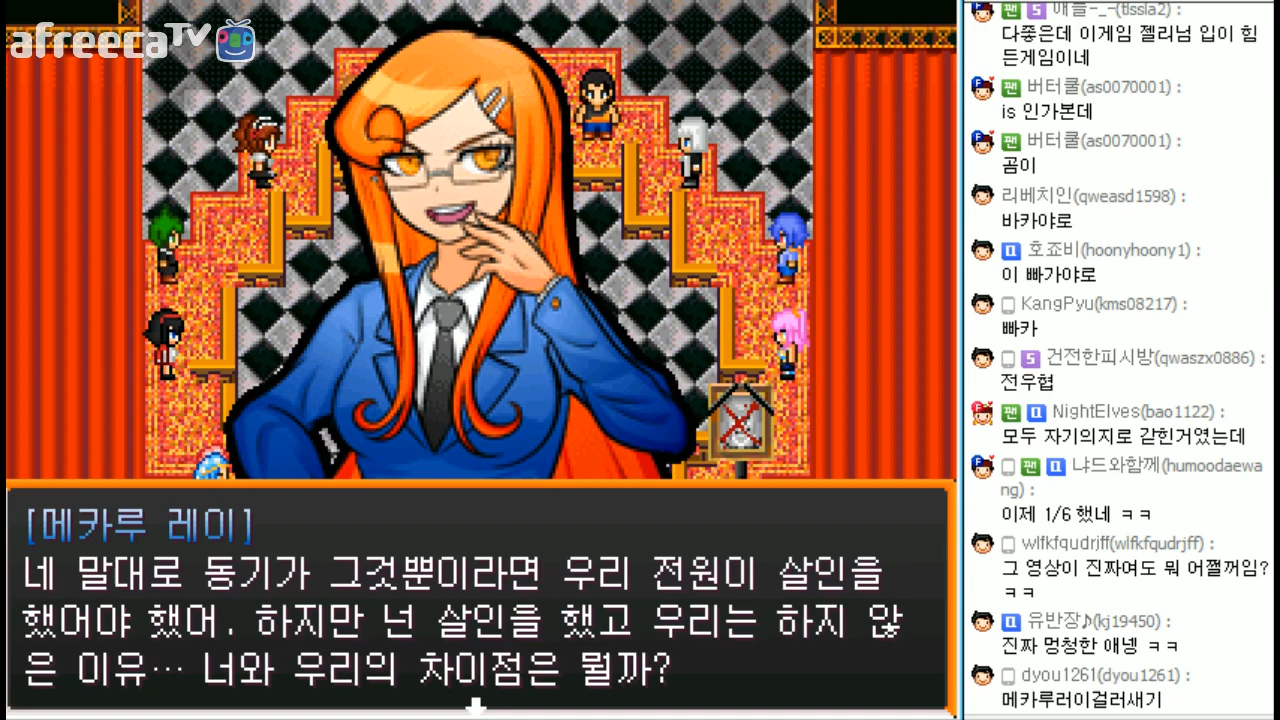 afreecaTV
[메카루 레이]
네 말대로 동기가 그것뿐이라면 우리 전원이 살인을
했어야 했어. 하지만 넌 살인을 했고 우리는 하지 않
은 이유… 너와 우리의 차이점은 뭘까?
팬 S 애플-_-(tlssla2) :
다좋은데 이게임 젤리님 입이 힘
든게임이네
팬 버터쿨(as0070001) :
is 인가본데
팬 버터쿨(as0070001) :
곰이
리베치인(qweasd1598) :
바카야로
호죠비(hoonyhoony1) :
이 빠가야로
KangPyu(kms08217) :
빠카
S 건전한피시방(qwaszx0886) :
전우협
팬 NightElves(bao1122) :
모두 자기의지로 갇힌거였는데
팬 냐드와함께(humoodaewa
ng) :
이제 1/6 했네 ㅋㅋ
wlfkfqudrjff(wlfkfqudrjff) :
그 영상이 진짜여도 뭐 어쩔꺼임?
ㅋㅋ
유반장♪(kj19450) :
진짜 멍청한 애넹 ㅋㅋ
dyou1261(dyou1261) :
메카루러이걸러새기